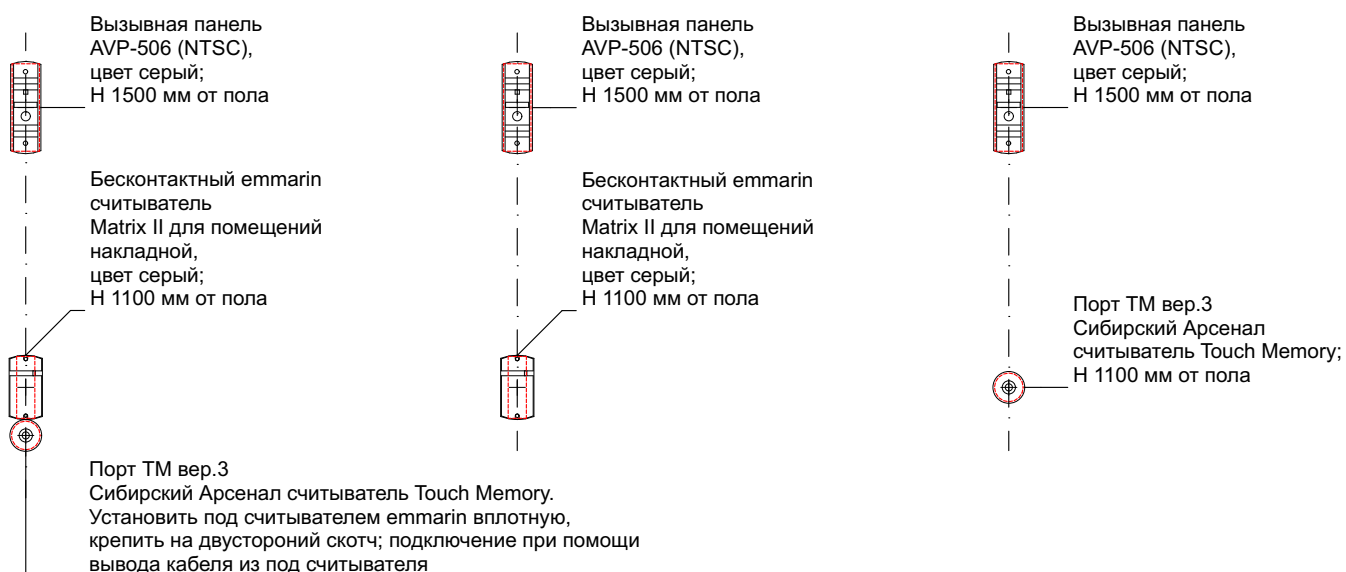 Вызывная панель
AVP-506 (NTSC),
цвет серый;
Н 1500 мм от пола
Бесконтактный emmarin
считыватель
Matrix II для помещений
накладной,
цвет серый;
Н 1100 мм от пола
Порт ТМ вер.3
Сибирский Арсенал считыватель Touch Memory.
Установить под считывателем emmarin вплотную,
крепить на двустороний скотч; подключение при помощи
вывода кабеля из под считывателя
Вызывная панель
AVP-506 (NTSC),
цвет серый;
Н 1500 мм от пола
Бесконтактный emmarin
считыватель
Matrix II для помещений
накладной,
цвет серый;
Н 1100 мм от пола
Вызывная панель
AVP-506 (NTSC),
цвет серый;
Н 1500 мм от пола
Порт ТМ вер.3
Сибирский Арсенал
считыватель Touch Memory;
Н 1100 мм от пола